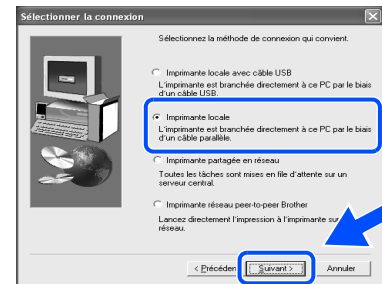 Sélectionner la connexion
Sélectionnez la méthode de connexion qui convient.
Imprimante locale avec câble USB
L'imprimante est branchée directement à ce PC par le biais
d'un câble USB.
Imprimante locale
L'imprimante est branchée directement à ce PC par le biais
d'un câble parallèle.
Imprimante partagée en réseau
Toutes les tâches sont mises en file d'attente sur un
serveur central.
Imprimante réseau peer-to-peer Brother
Lancez directement l'impression à l'imprimante sur
réseau.
< Précéden
Suivant >
Annuler